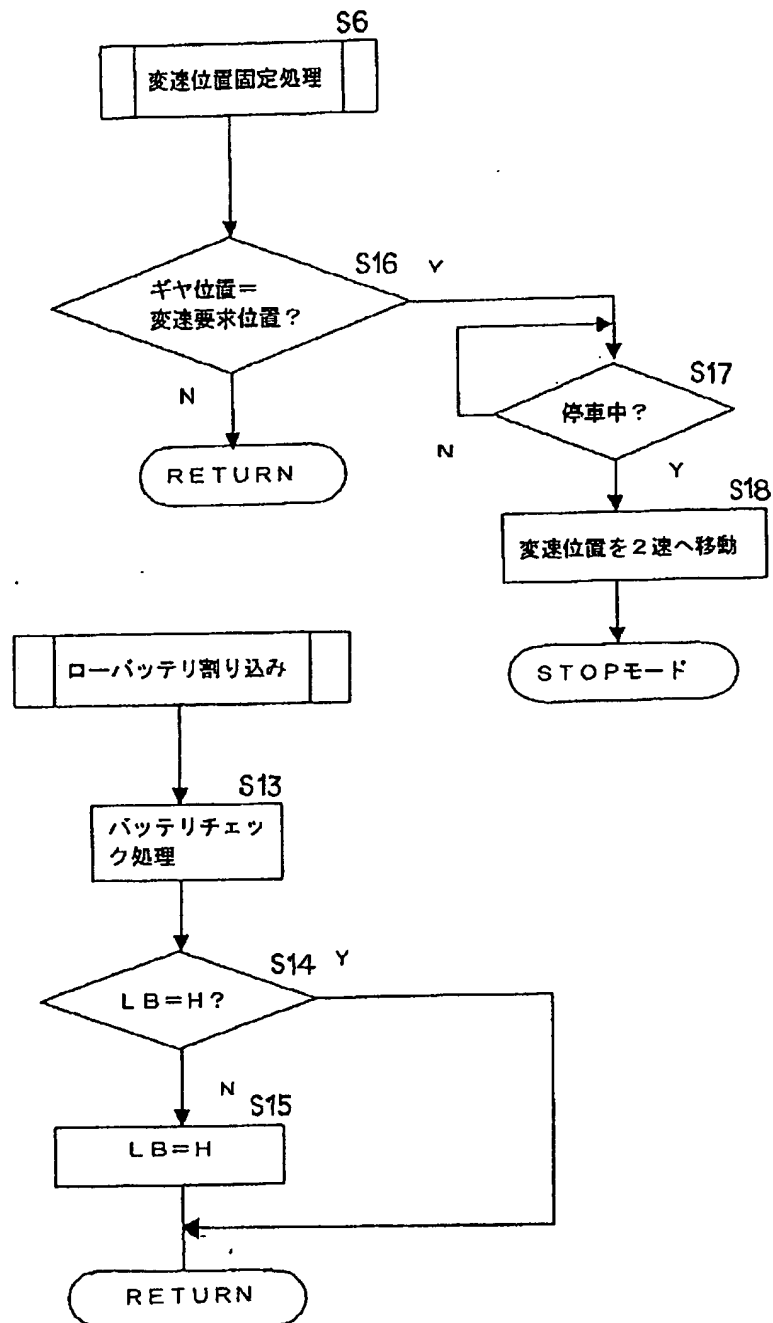 S6
変速位置固定処理
S16
Y
ギヤ位置＝
変速要求位置？
N
RETURN
S17
停車中？
N
Y
S18
変速位置を２速へ移動
STOPモード
ローバッテリ割り込み
S13
バッテリチェッ
ク処理
S14
Y
LB=H？
N
S15
LB=H
RETURN